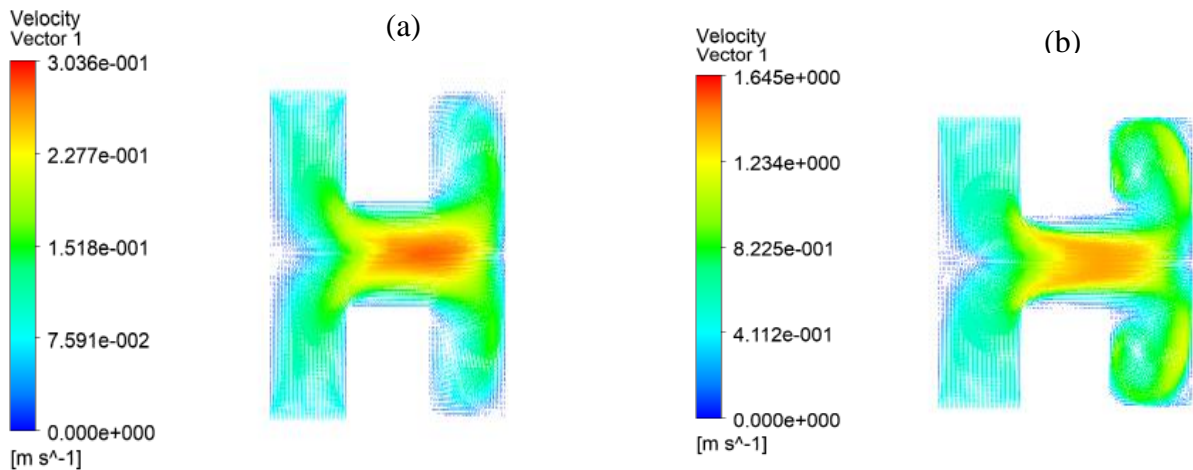 Velocity
Vector 1
(a)
3.036e-001
2.277e-001
1.518e-001
7.591e-002
0.000e+000
[m s^-1]
Velocity
Vector 1
(b)
1.645e+000
1.234e+000
8.225e-001
4.112e-001
0.000e+000
[m s^-1]